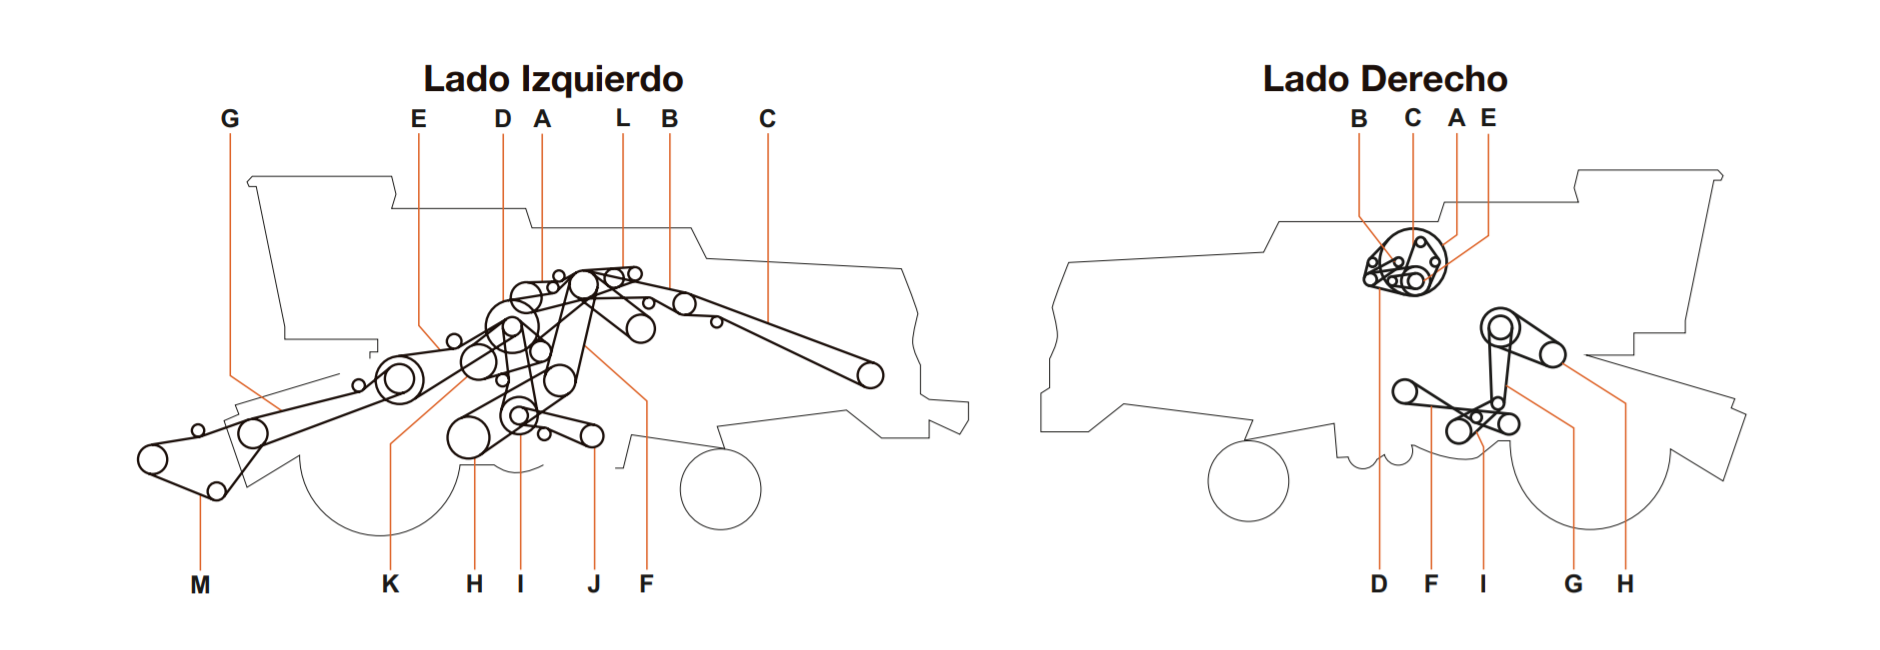 Lado Izquierdo
G E D A L B C
M K H I J F
Lado Derecho
B C A E
D F I G H